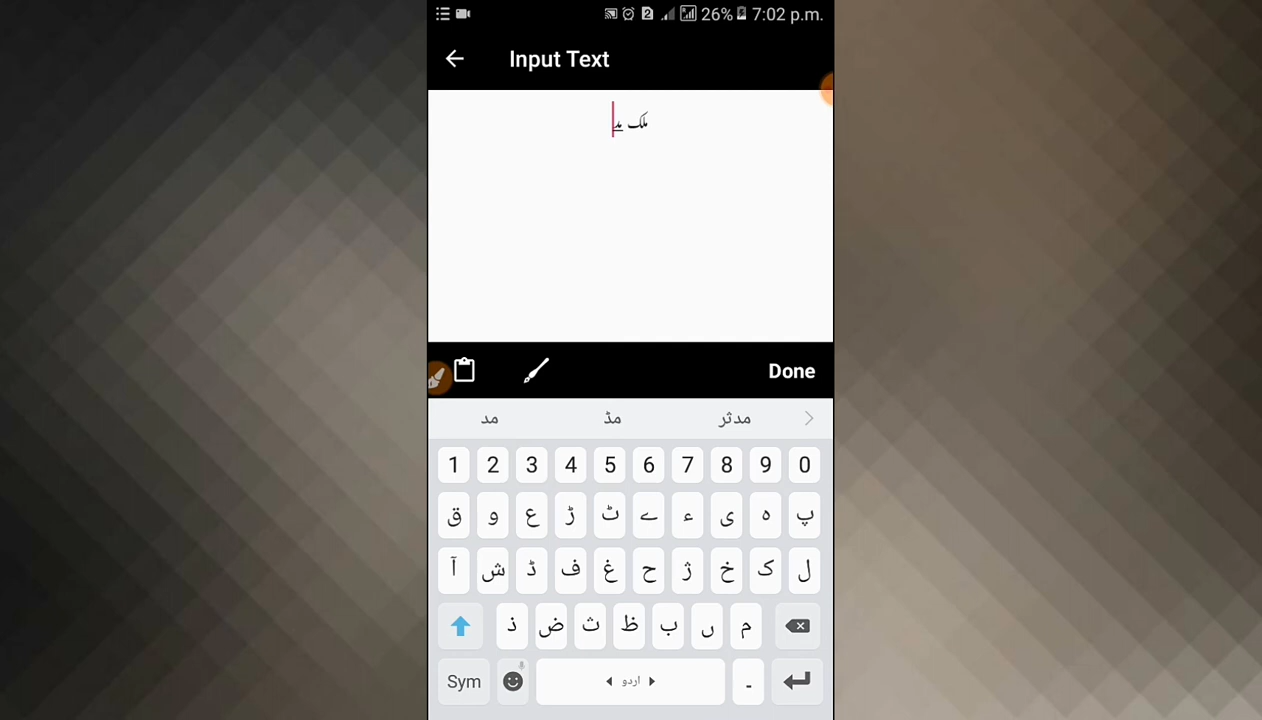 26% 7:02 p.m.
Input Text
ملک مد
Done
مد مڈ مدثر
1 2 3 4 5 6 7 8 9 0
ق و ع ڑ ٹ ے ء ی ہ پ
آ ش ڈ ف غ ح ژ خ ک ل
ذ ض ث ظ ب ں م
Sym اردو ۔